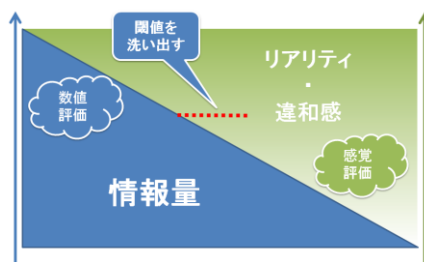 閾値を
洗い出す
リアリティ
・
違和感
数値
評価
感覚
評価
情報量